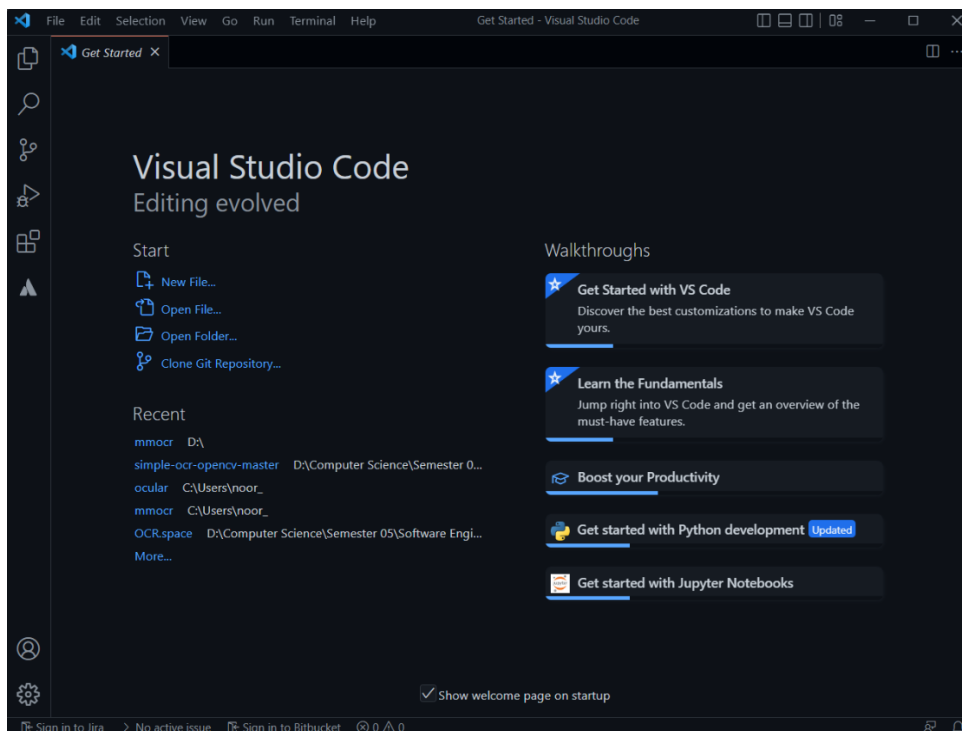 File Edit Selection View Go Run Terminal Help Get Started - Visual Studio Code
Get Started
Visual Studio Code
Editing evolved
Start
New File...
Open File...
Open Folder...
Clone Git Repository...
Recent
mmocr D:\
simple-ocr-opencv-master D:\Computer Science\Semester 0...
ocular C:\Users\noor_
mmocr C:\Users\noor_
OCR.space D:\Computer Science\Semester 05\Software Engi...
More...
Walkthroughs
Get Started with VS Code
Discover the best customizations to make VS Code
yours.
Learn the Fundamentals
Jump right into VS Code and get an overview of the
must-have features.
Boost your Productivity
Get started with Python development Updated
Get started with Jupyter Notebooks
Show welcome page on startup
Sign in to Jira No active issue Sign in to Bitbucket 0 0